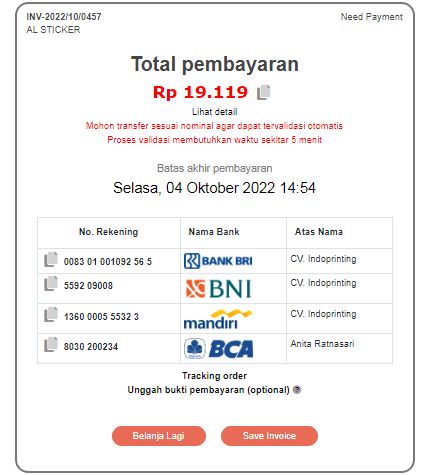 INV-2022/10/0457 Need Payment
AL STICKER
Total pembayaran
Rp 19.119
Lihat detail
Mohon transfer sesuai nominal agar dapat tervalidasi otomatis
Proses validasi membutuhkan waktu sekitar 5 menit
Batas akhir pembayaran
Selasa, 04 Oktober 2022 14:54
No. Rekening Nama Bank Atas Nama
0083 01 001092 56 5 BANK BRI CV. Indoprinting
5592 09008 BNI CV. Indoprinting
1360 0005 5532 3 mandiri CV. Indoprinting
8030 200234 BCA Anita Ratnasari
Tracking order
Unggah bukti pembayaran (optional) ?
Belanja Lagi Save Invoice